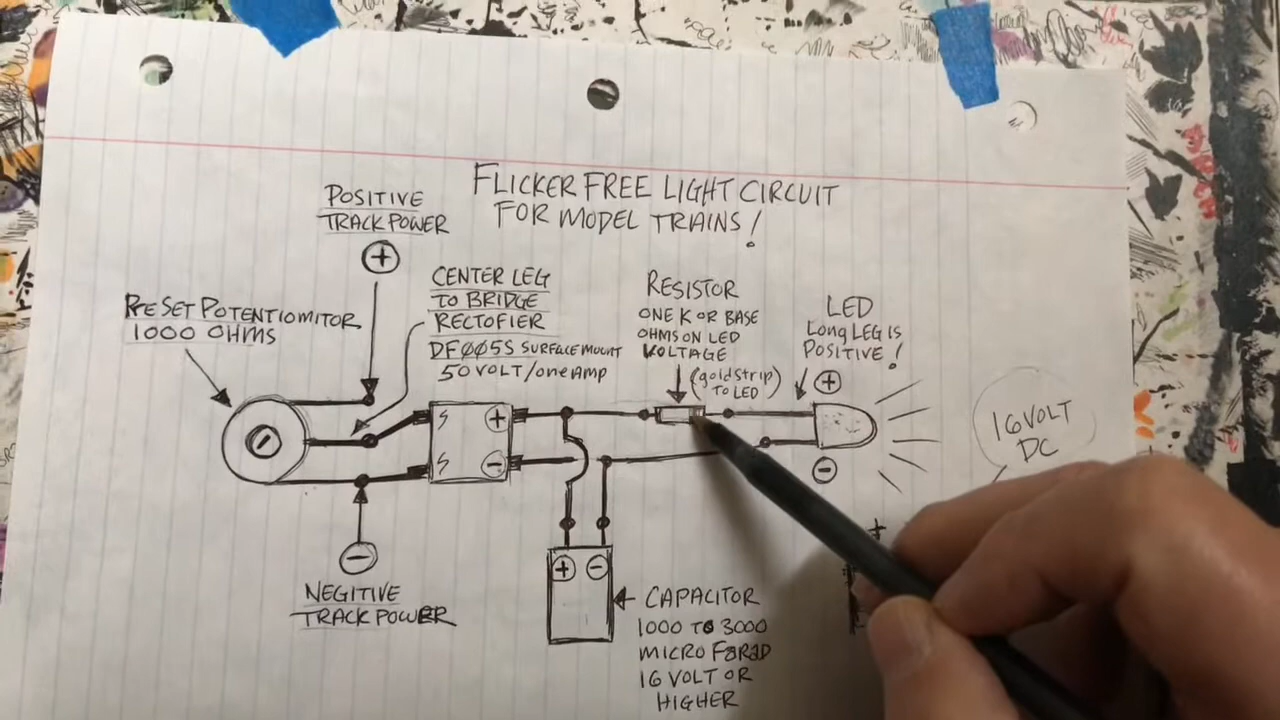 FLICKER FREE LIGHT CIRCUIT
FOR MODEL TRAINS!
POSITIVE
TRACK POWER
+
PRESET POTENTIOMITOR
1000 OHMS
CENTER LEG
TO BRIDGE
RECTOFIER
DF005S SURFACE MOUNT
50 VOLT/one AMP
RESISTOR
ONE K OR BASE
OHMS ON LED
VOLTAGE
(gold strip)
TO LED
LED
LONG LEG IS
POSITIVE!
+
-
16 VOLT
DC
S +
S -
-
NEGITIVE
TRACK POWER
+ -
CAPACITOR
1000 TO 3000
MICRO FARAD
16 VOLT OR
HIGHER